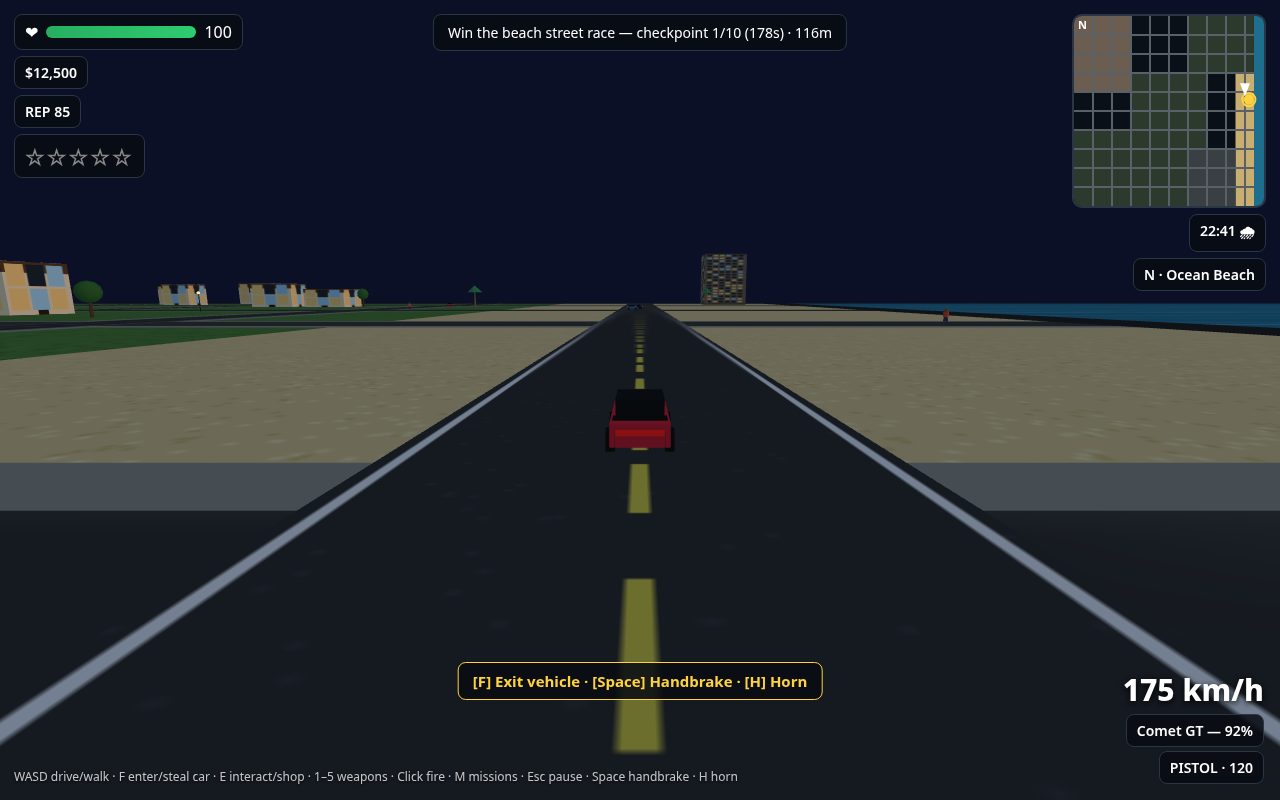 ❤ 100
Win the beach street race — checkpoint 1/10 (178s) · 116m
N
$12,500
REP 85
☆☆☆☆☆
22:41 🌧
N · Ocean Beach
[F] Exit vehicle · [Space] Handbrake · [H] Horn
175 km/h
Comet GT — 92%
PISTOL · 120
WASD drive/walk · F enter/steal car · E interact/shop · 1–5 weapons · Click fire · M missions · Esc pause · Space handbrake · H horn